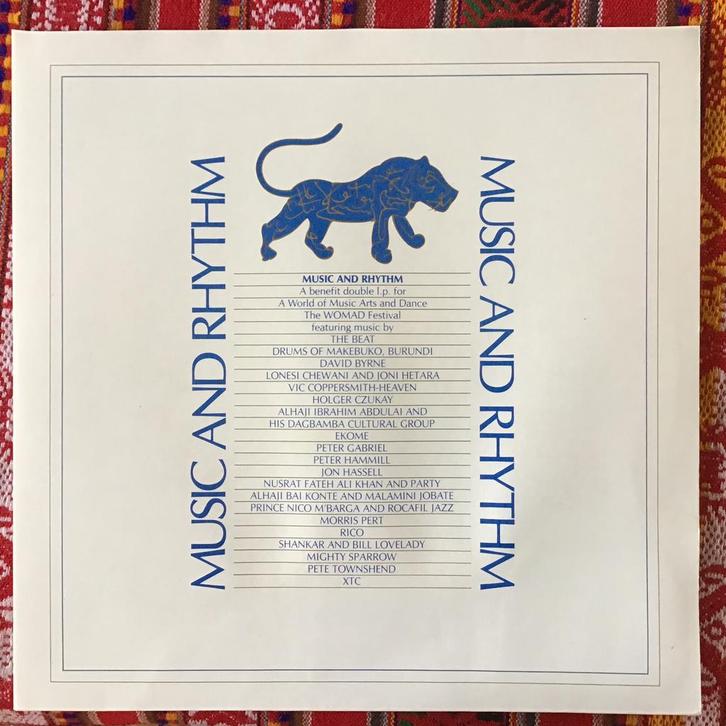 MUSIC AND RHYTHM
MUSIC AND RHYTHM
MUSIC AND RHYTHM
A benefit double l.p. for
A World of Music Arts and Dance
The WOMAD Festival
featuring music by
THE BEAT
DRUMS OF MAKEBUKO, BURUNDI
DAVID BYRNE
LONESI CHEWANI AND JONI HETARA
VIC COPPERSMITH-HEAVEN
HOLGER CZUKAY
ALHAJI IBRAHIM ABDULAI AND
HIS DAGBAMBA CULTURAL GROUP
EKOME
PETER GABRIEL
PETER HAMMILL
JON HASSELL
NUSRAT FATEH ALI KHAN AND PARTY
ALHAJI BAI KONTE AND MALAMINI JOBATE
PRINCE NICO M'BARGA AND ROCAFIL JAZZ
MORRIS PERT
RICO
SHANKAR AND BILL LOVELADY
MIGHTY SPARROW
PETE TOWNSHEND
XTC